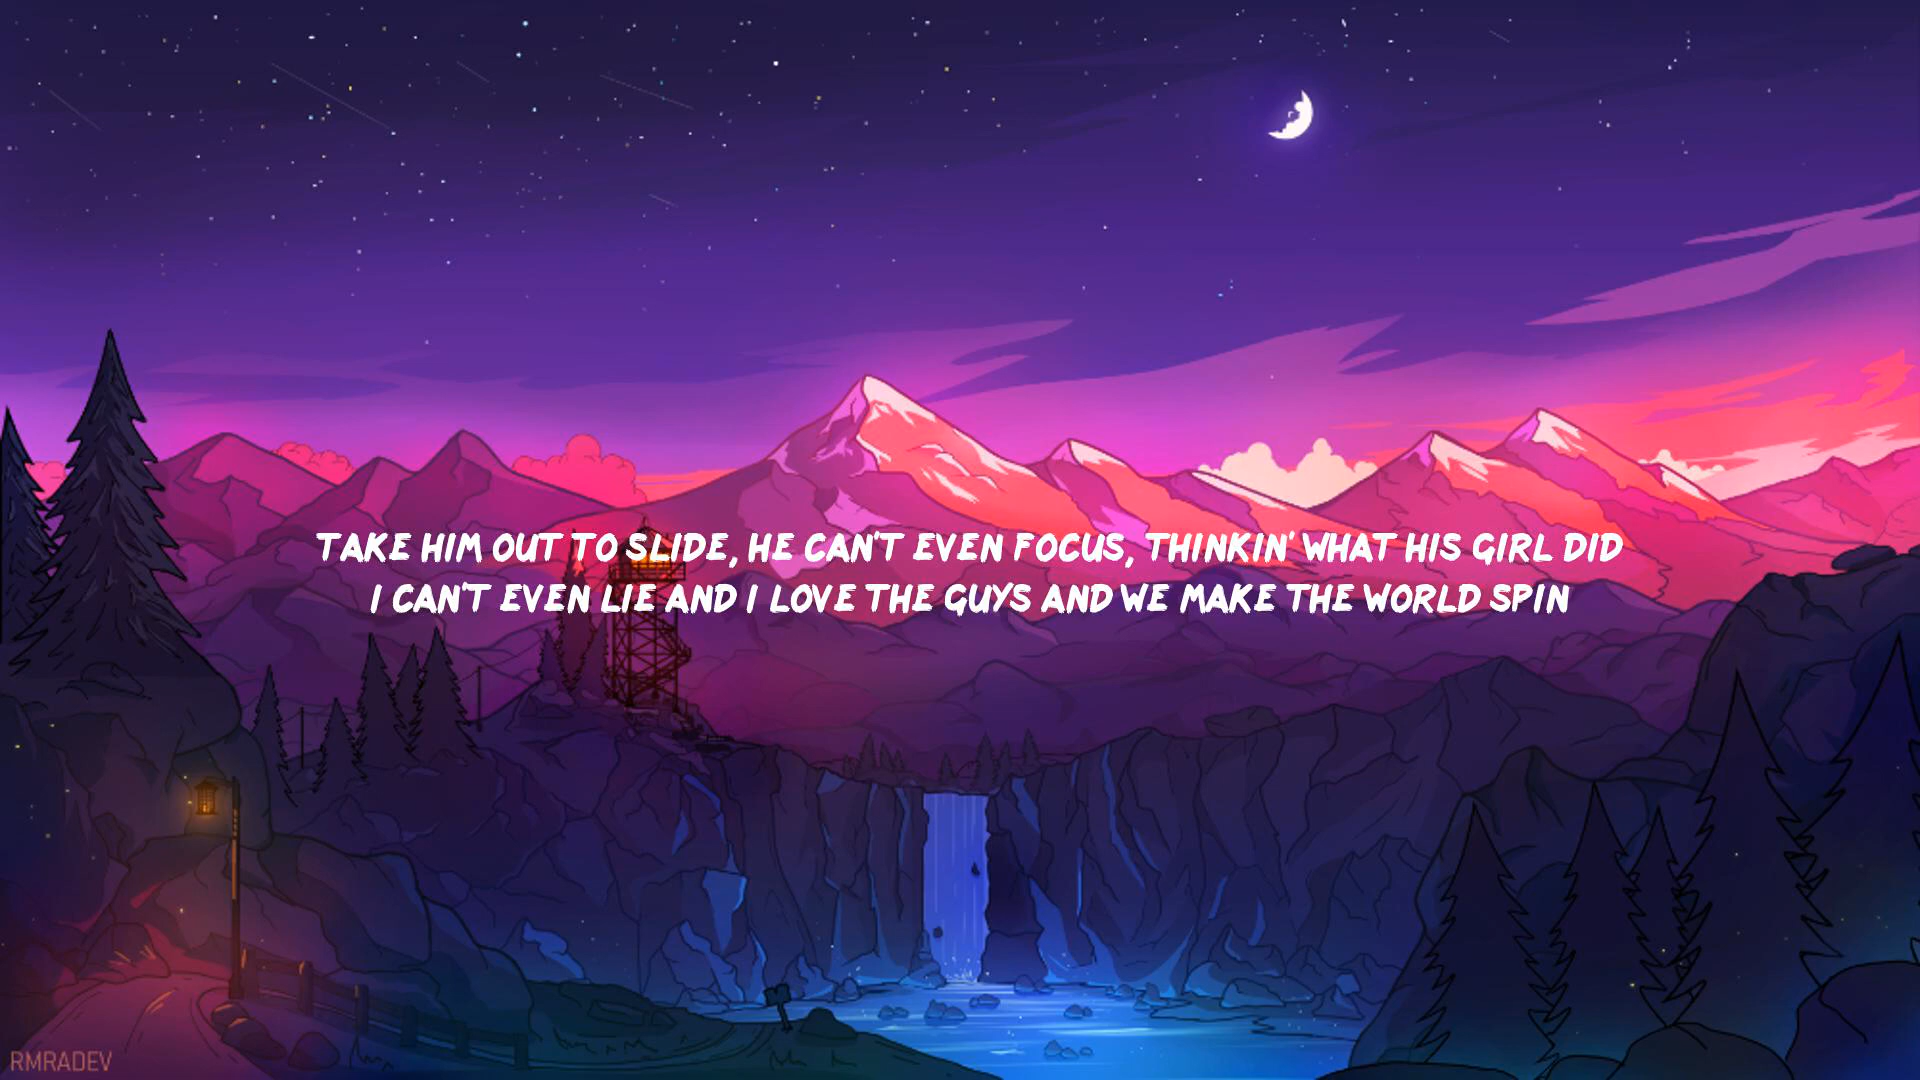 TAKE HIM OUT TO SLIDE, HE CAN'T EVEN FOCUS, THINKIN' WHAT HIS GIRL DID
I CAN'T EVEN LIE AND I LOVE THE GUYS AND WE MAKE THE WORLD SPIN
RMRADEV